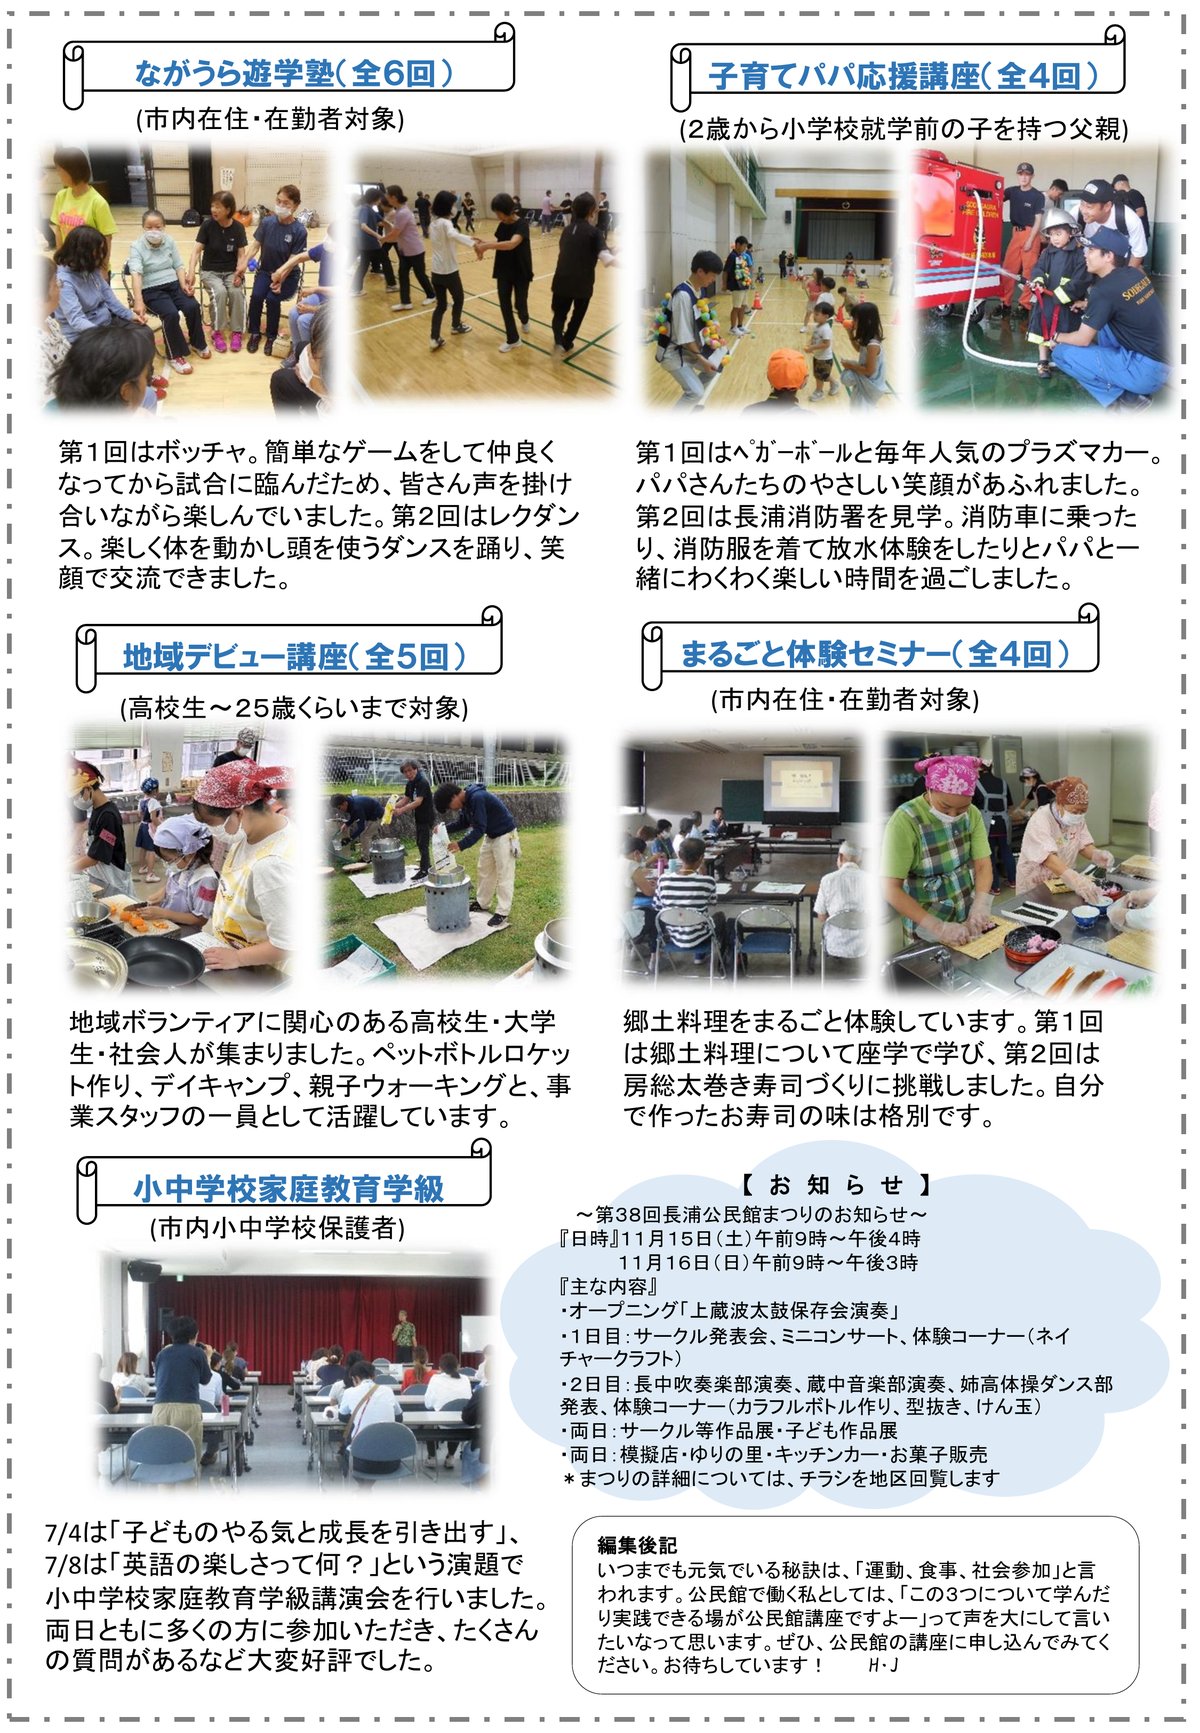 ながうら遊学塾(全6回)
(市内在住・在勤者対象)
第1回はボッチャ。簡単なゲームをして仲良く
なってから試合に臨んだため、皆さん声を掛け
合いながら楽しんでいました。第2回はレクダン
ス。楽しく体を動かし頭を使うダンスを踊り、笑
顔で交流できました。
子育てパパ応援講座(全4回)
(2歳から小学校就学前の子を持つ父親)
第1回はﾍﾟｶﾞｰﾎﾞｰﾙと毎年人気のプラズマカー。
パパさんたちのやさしい笑顔があふれました。
第2回は長浦消防署を見学。消防車に乗った
り、消防服を着て放水体験をしたりとパパと一
緒にわくわく楽しい時間を過ごしました。
地域デビュー講座(全5回)
(高校生～25歳くらいまで対象)
地域ボランティアに関心のある高校生・大学
生・社会人が集まりました。ペットボトルロケッ
ト作り、デイキャンプ、親子ウォーキングと、事
業スタッフの一員として活躍しています。
まるごと体験セミナー(全4回)
(市内在住・在勤者対象)
郷土料理をまるごと体験しています。第1回
は郷土料理について座学で学び、第2回は
房総太巻き寿司づくりに挑戦しました。自分
で作ったお寿司の味は格別です。
小中学校家庭教育学級
(市内小中学校保護者)
7/4は「子どものやる気と成長を引き出す」、
7/8は「英語の楽しさって何？」という演題で
小中学校家庭教育学級講演会を行いました。
両日ともに多くの方に参加いただき、たくさん
の質問があるなど大変好評でした。
【 お 知 ら せ 】
～第38回長浦公民館まつりのお知らせ～
『日時』11月15日(土)午前9時～午後4時
11月16日(日)午前9時～午後3時
『主な内容』
・オープニング「上蔵波太鼓保存会演奏」
・1日目：サークル発表会、ミニコンサート、体験コーナー(ネイ
チャークラフト)
・2日目：長中吹奏楽部演奏、蔵中音楽部演奏、姉高体操ダンス部
発表、体験コーナー(カラフルボトル作り、型抜き、けん玉)
・両日：サークル等作品展・子ども作品展
・両日：模擬店・ゆりの里・キッチンカー・お菓子販売
＊まつりの詳細については、チラシを地区回覧します
編集後記
いつまでも元気でいる秘訣は、「運動、食事、社会参加」と言
われます。公民館で働く私としては、「この3つについて学んだ
り実践できる場が公民館講座ですよー」って声を大にして言い
たいなって思います。ぜひ、公民館の講座に申し込んでみてく
ださい。お待ちしています！ H・J